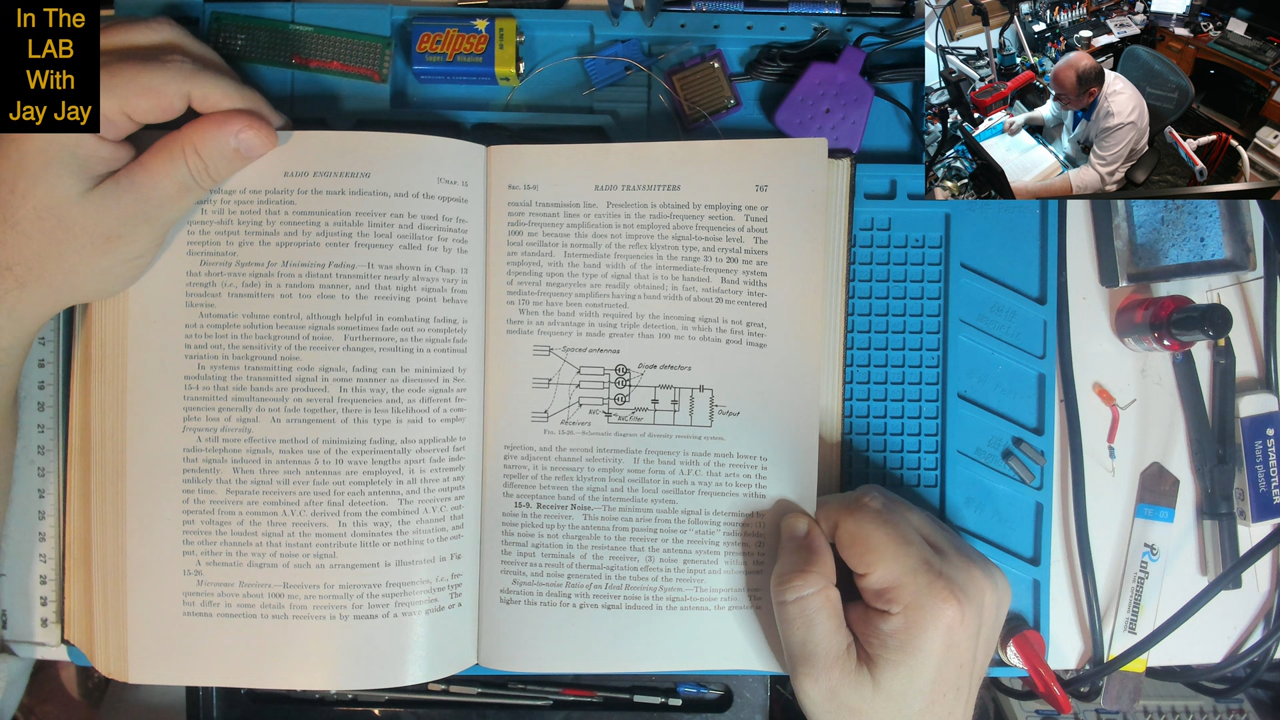 In The
LAB
With
Jay Jay
eclipse
Super Alkaline
RADIO ENGINEERING
[CHAP. 15
voltage of one polarity for the mark indication, and of the opposite
for space indication.
It will be noted that a communication receiver can be used for fre-
quency-shift keying by connecting a suitable limiter and discriminator
to the output terminals and by adjusting the local oscillator for code
reception to give the appropriate center frequency called for by the
discriminator.
Diversity Systems for Minimizing Fading.—It was shown in Chap. 13
that short-wave signals from a distant transmitter nearly always vary in
strength (i.e., fade) in a random manner, and that night signals from
broadcast transmitters not too close to the receiving point behave
likewise.
Automatic volume control, although helpful in combating fading, is
not a complete solution because signals sometimes fade out so completely
as to be lost in the background of noise. Furthermore, as the signals fade
in and out, the sensitivity of the receiver changes, resulting in a continual
variation in background noise.
In systems transmitting code signals, fading can be minimized by
modulating the transmitted signal in some manner as discussed in Sec.
15-4 so that side bands are produced. In this way, the code signals are
transmitted simultaneously on several frequencies and, as different fre-
quencies generally do not fade together, there is less likelihood of a com-
plete loss of signal. An arrangement of this type is said to employ
frequency diversity.
A still more effective method of minimizing fading, also applicable to
radio-telephone signals, makes use of the experimentally observed fact
that signals induced in antennas 5 to 10 wave lengths apart fade inde-
pendently. When three such antennas are employed, it is extremely
unlikely that the signal will ever fade out completely in all three at any
one time. Separate receivers are used for each antenna, and the outputs
of the receivers are combined after final detection. The receivers are
operated from a common A.V.C. derived from the combined A.V.C. out-
put voltages of the three receivers. In this way, the channel that
receives the loudest signal at the moment dominates the situation, and
the other channels at that instant contribute little or nothing to the out-
put, either in the way of noise or signal.
A schematic diagram of such an arrangement is illustrated in Fig.
15-26.
Microwave Receivers.—Receivers for microwave frequencies, i.e., fre-
quencies above about 1000 mc, are normally of the superheterodyne type
but differ in some details from receivers for lower frequencies. The
antenna connection to such receivers is by means of a wave guide or a
SEC. 15-9]
RADIO TRANSMITTERS
767
coaxial transmission line. Preselection is obtained by employing one or
more resonant lines or cavities in the radio-frequency section. Tuned
radio-frequency amplification is not employed above frequencies of about
1000 mc because this does not improve the signal-to-noise level. The
local oscillator is normally of the reflex klystron type, and crystal mixers
are standard. Intermediate frequencies in the range 30 to 200 mc are
employed, with the band width of the intermediate-frequency system
depending upon the type of signal that is to be handled. Band widths
of several megacycles are readily obtained; in fact, satisfactory inter-
mediate-frequency amplifiers having a band width of about 20 mc centered
on 170 mc have been constructed.
When the band width required by the incoming signal is not great,
there is an advantage in using triple detection, in which the first inter-
mediate frequency is made greater than 100 mc to obtain good image
Spaced antennas
Diode detectors
AVC
AVC filter
Output
Receivers
FIG. 15-26.—Schematic diagram of diversity receiving system.
rejection, and the second intermediate frequency is made much lower to
give adjacent channel selectivity. If the band width of the receiver is
narrow, it is necessary to employ some form of A.F.C. that acts on the
repeller of the reflex klystron local oscillator in such a way as to keep the
difference between the signal and the local oscillator frequencies within
the acceptance band of the intermediate system.
15-9. Receiver Noise.—The minimum usable signal is determined by
noise in the receiver. This noise can arise from the following sources: (1)
noise picked up by the antenna from passing noise or "static" radio fields;
this noise is not chargeable to the receiver or the receiving system, (2)
thermal agitation in the resistance that the antenna system presents to
the input terminals of the receiver, (3) noise generated within the
receiver as a result of thermal-agitation effects in the input and subsequent
circuits, and noise generated in the tubes of the receiver.
Signal-to-noise Ratio of an Ideal Receiving System.—The important con-
sideration in dealing with receiver noise is the signal-to-noise ratio. The
higher this ratio for a given signal induced in the antenna, the greater
17
18
19
20
21
22
23
24
25
26
27
28
29
30
STAEDTLER
Mars plastic
TE - 03
Professional